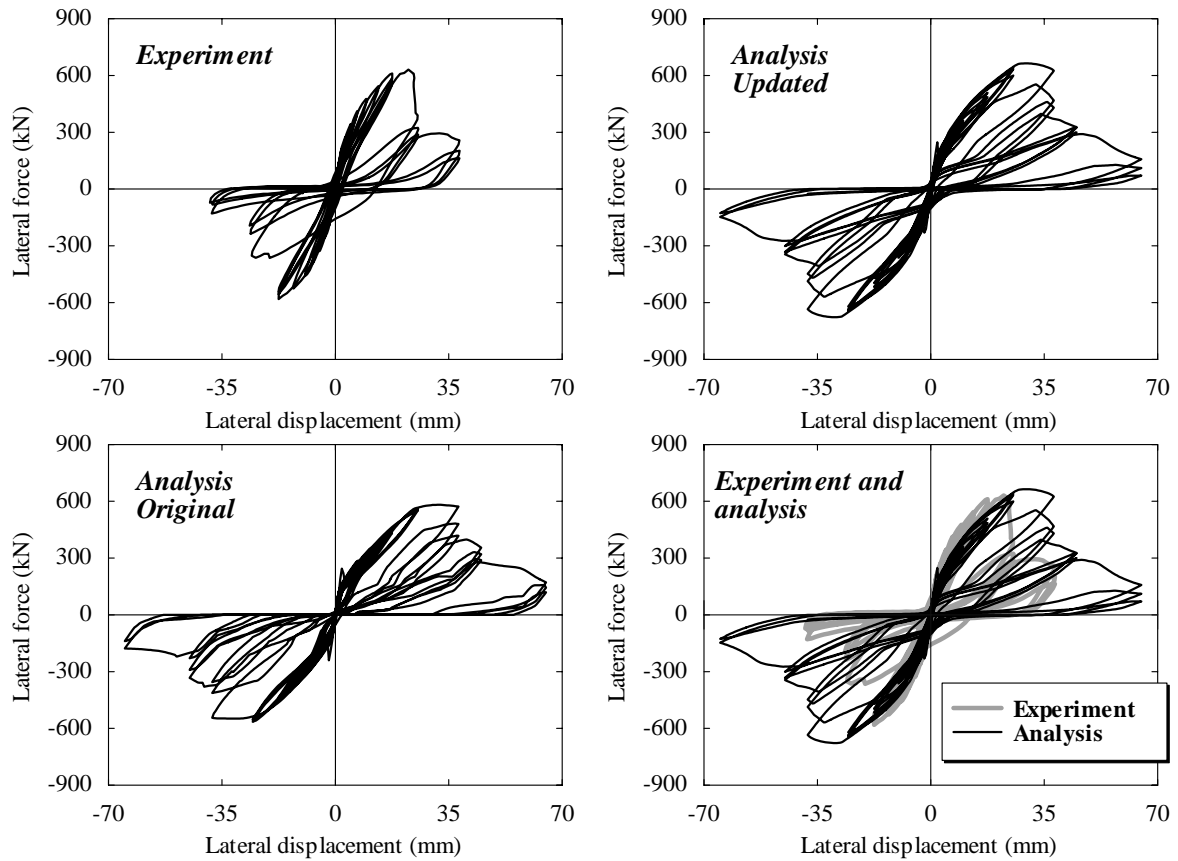 900
600
300
0
-300
-600
-900
Lateral force (kN)
Experiment
-70 -35 0 35 70
Lateral displacement (mm)
900
600
300
0
-300
-600
-900
Lateral force (kN)
Analysis
Updated
-70 -35 0 35 70
Lateral displacement (mm)
900
600
300
0
-300
-600
-900
Lateral force (kN)
Analysis
Original
-70 -35 0 35 70
Lateral displacement (mm)
900
600
300
0
-300
-600
-900
Lateral force (kN)
Experiment and
analysis
Experiment
Analysis
-70 -35 0 35 70
Lateral displacement (mm)